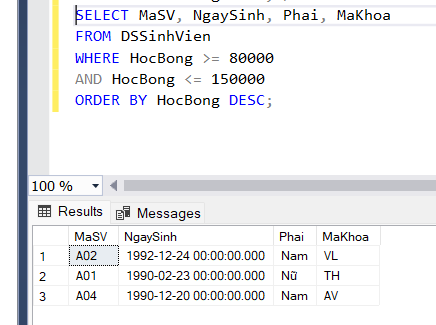 SELECT MaSV, NgaySinh, Phai, MaKhoa
FROM DSSinhVien
WHERE HocBong >= 80000
AND HocBong <= 150000
ORDER BY HocBong DESC;
100 %
Results Messages
MaSV NgaySinh Phai MaKhoa
1 A02 1992-12-24 00:00:00.000 Nam VL
2 A01 1990-02-23 00:00:00.000 Nữ TH
3 A04 1990-12-20 00:00:00.000 Nam AV